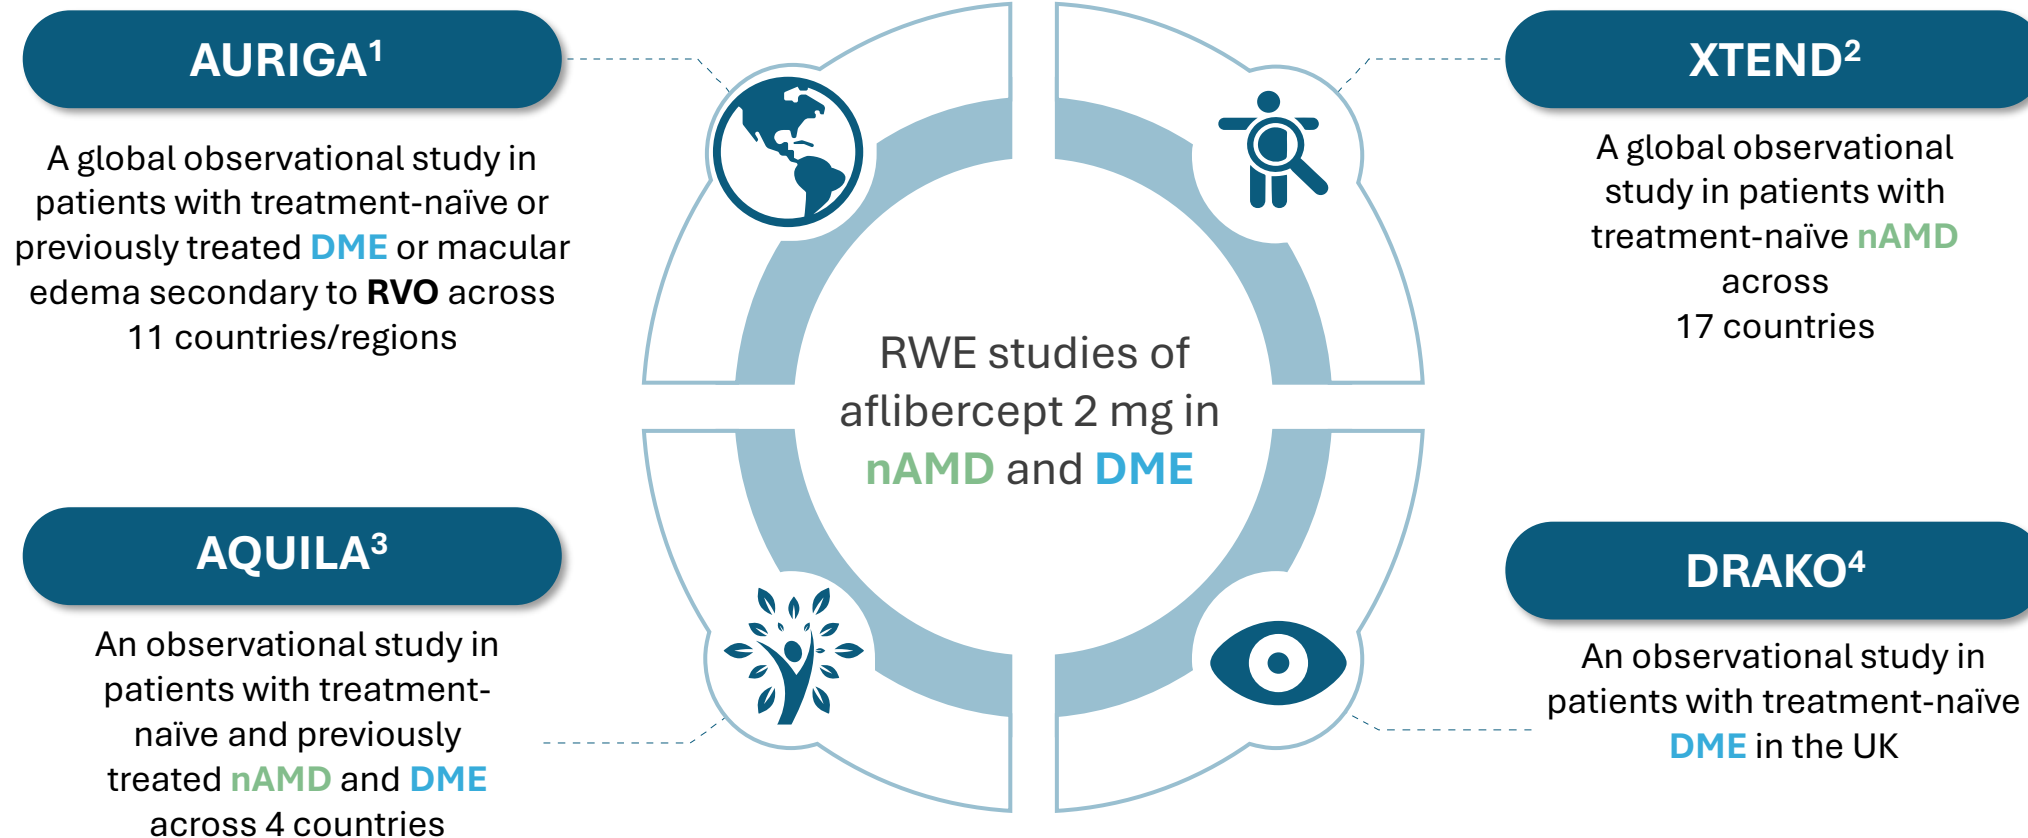 AURIGA¹
A global observational study in
patients with treatment-naïve or
previously treated DME or macular
edema secondary to RVO across
11 countries/regions
XTEND²
A global observational
study in patients with
treatment-naïve nAMD
across
17 countries
RWE studies of
aflibercept 2 mg in
nAMD and DME
AQUILA³
An observational study in
patients with treatment-
naïve and previously
treated nAMD and DME
across 4 countries
DRAKO⁴
An observational study in
patients with treatment-naïve
DME in the UK